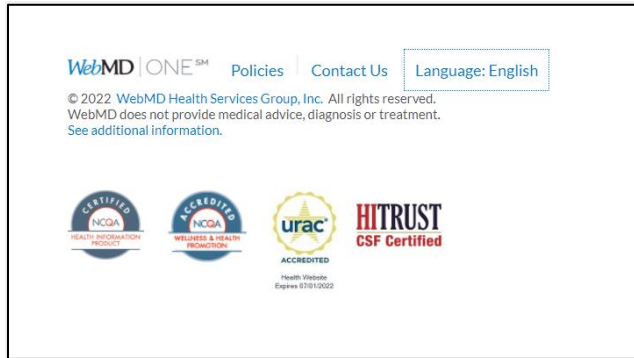 WebMD ONE SM Policies Contact Us Language: English
© 2022 WebMD Health Services Group, Inc. All rights reserved.
WebMD does not provide medical advice, diagnosis or treatment.
See additional information.
CERTIFIED
NCQA
HEALTH INFORMATION
PRODUCT
ACCREDITED
NCQA
WELLNESS & HEALTH
PROMOTION
urac
ACCREDITED
Health Website
Expires 07/01/2022
HITRUST
CSF Certified